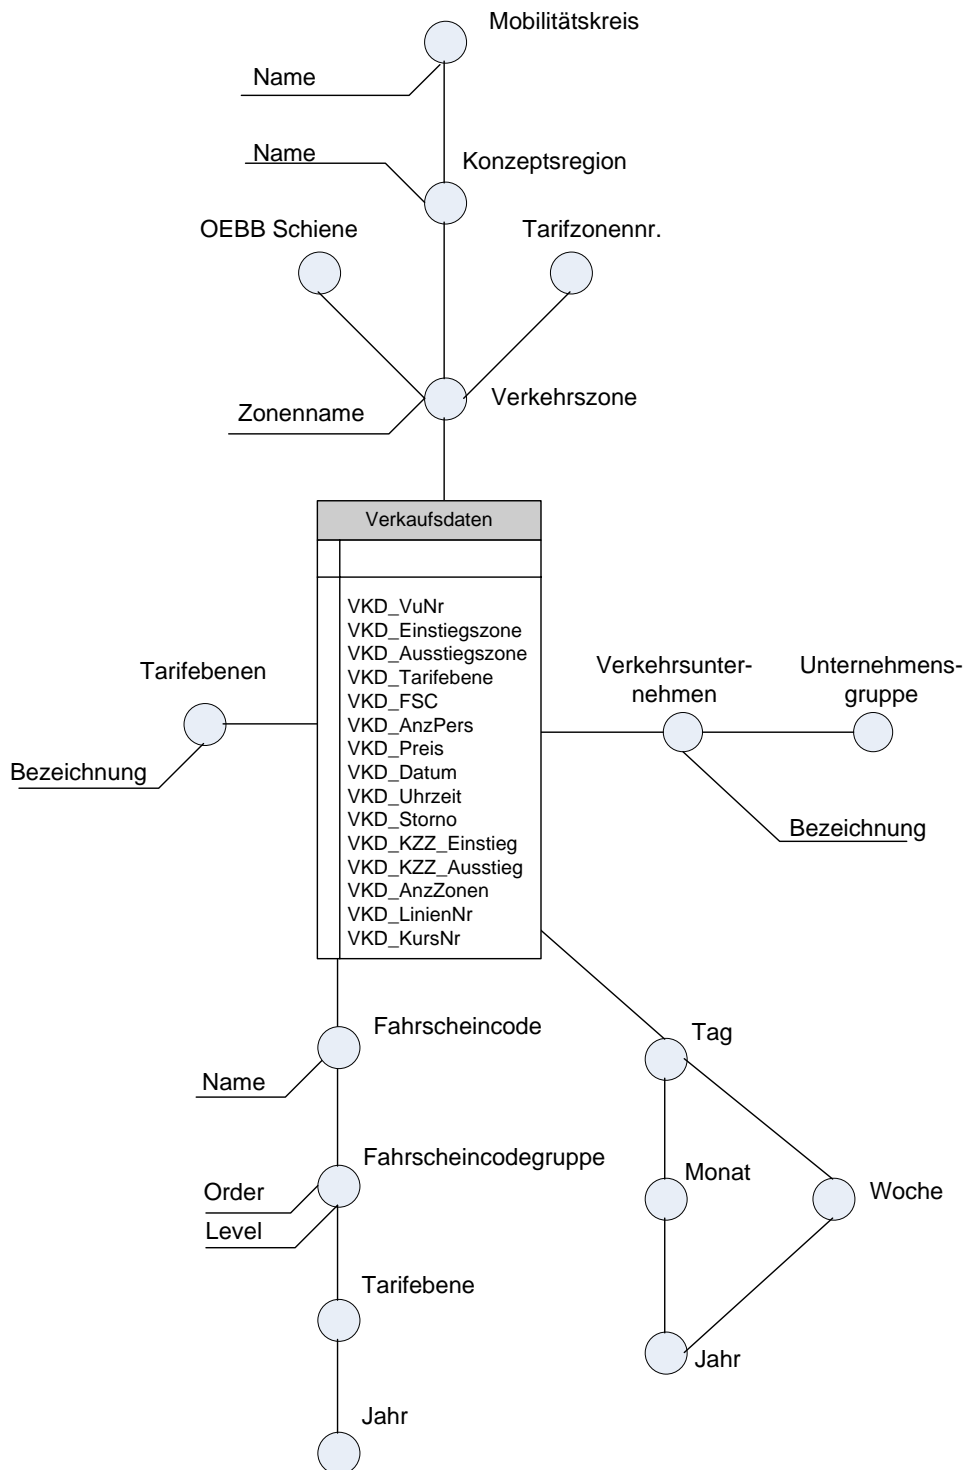 Mobilitätskreis
Name
Name
Konzeptsregion
OEBB Schiene
Tarifzonennr.
Zonenname
Verkehrszone
Verkaufsdaten
VKD_VuNr
VKD_Einstiegszone
VKD_Ausstiegszone
VKD_Tarifebene
VKD_FSC
VKD_AnzPers
VKD_Preis
VKD_Datum
VKD_Uhrzeit
VKD_Storno
VKD_KZZ_Einstieg
VKD_KZZ_Ausstieg
VKD_AnzZonen
VKD_LinienNr
VKD_KursNr
Tarifebenen
Bezeichnung
Verkehrsunter-
nehmen
Unternehmens-
gruppe
Bezeichnung
Fahrscheincode
Name
Fahrscheincodegruppe
Order
Level
Tarifebene
Jahr
Tag
Monat
Woche
Jahr